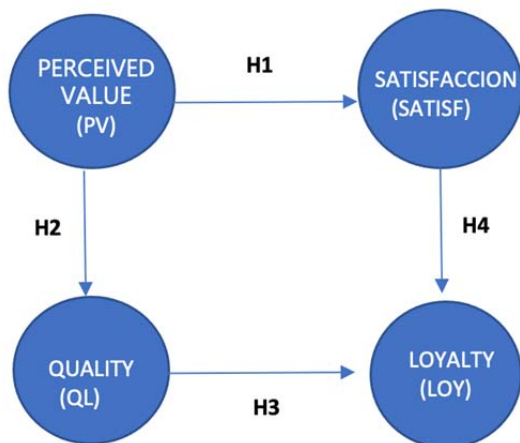 PERCEIVED
VALUE
(PV)
H1
SATISFACCION
(SATISF)
H2
H4
QUALITY
(QL)
H3
LOYALTY
(LOY)